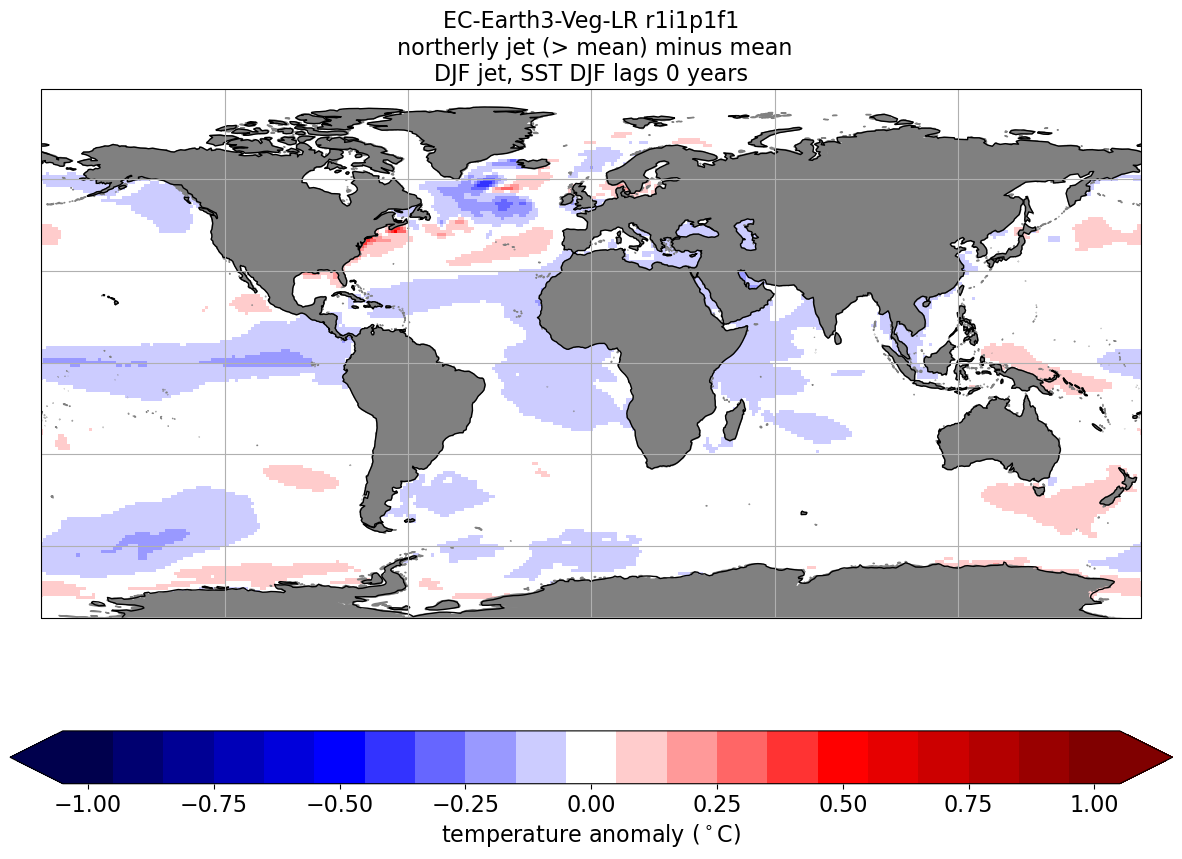 EC-Earth3-Veg-LR r1i1p1f1
northerly jet (> mean) minus mean
DJF jet, SST DJF lags 0 years
−1.00 −0.75 −0.50 −0.25 0.00 0.25 0.50 0.75 1.00
temperature anomaly (°C)